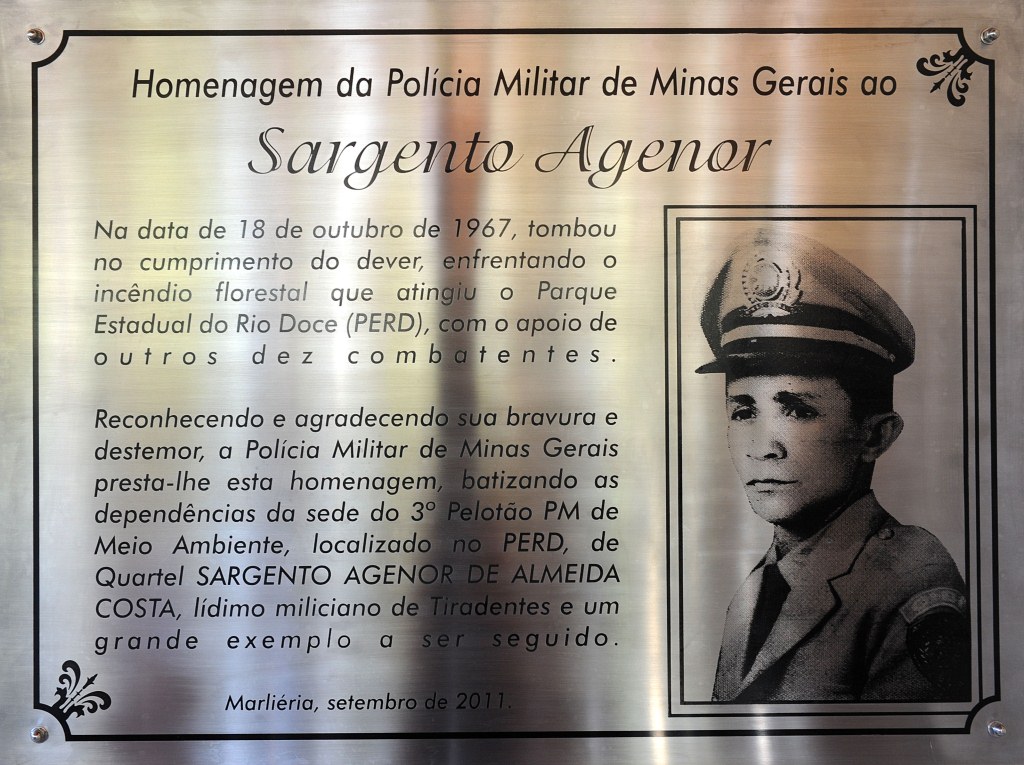 Homenagem da Polícia Militar de Minas Gerais ao
Sargento Agenor
Na data de 18 de outubro de 1967, tombou
no cumprimento do dever, enfrentando o
incêndio florestal que atingiu o Parque
Estadual do Rio Doce (PERD), com o apoio de
outros dez combatentes.
Reconhecendo e agradecendo sua bravura e
destemor, a Polícia Militar de Minas Gerais
presta-lhe esta homenagem, batizando as
dependências da sede do 3º Pelotão PM de
Meio Ambiente, localizado no PERD, de
Quartel SARGENTO AGENOR DE ALMEIDA
COSTA, lídimo miliciano de Tiradentes e um
grande exemplo a ser seguido.
Marliéria, setembro de 2011.